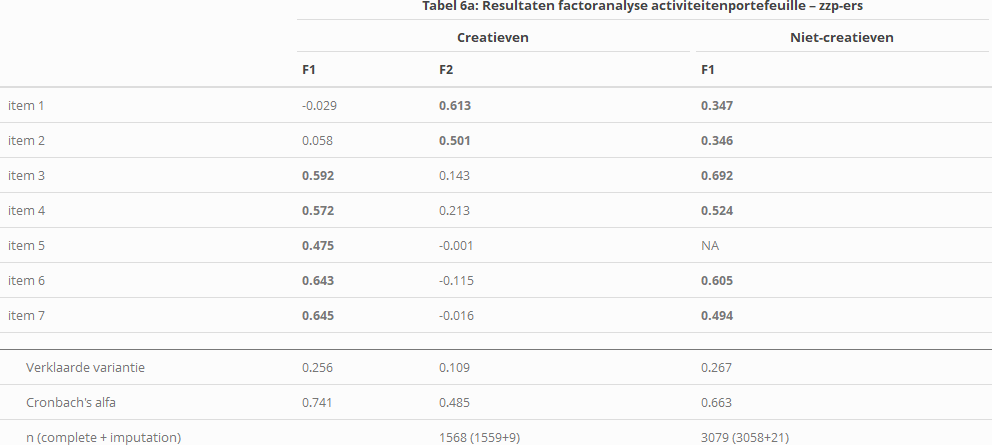 Tabel 6a: Resultaten factoranalyse activiteitenportefeuille – zzp-ers
Creatieven Niet-creatieven
F1 F2 F1
item 1 -0.029 0.613 0.347
item 2 0.058 0.501 0.346
item 3 0.592 0.143 0.692
item 4 0.572 0.213 0.524
item 5 0.475 -0.001 NA
item 6 0.643 -0.115 0.605
item 7 0.645 -0.016 0.494
Verklaarde variantie 0.256 0.109 0.267
Cronbach's alfa 0.741 0.485 0.663
n (complete + imputation) 1568 (1559+9) 3079 (3058+21)